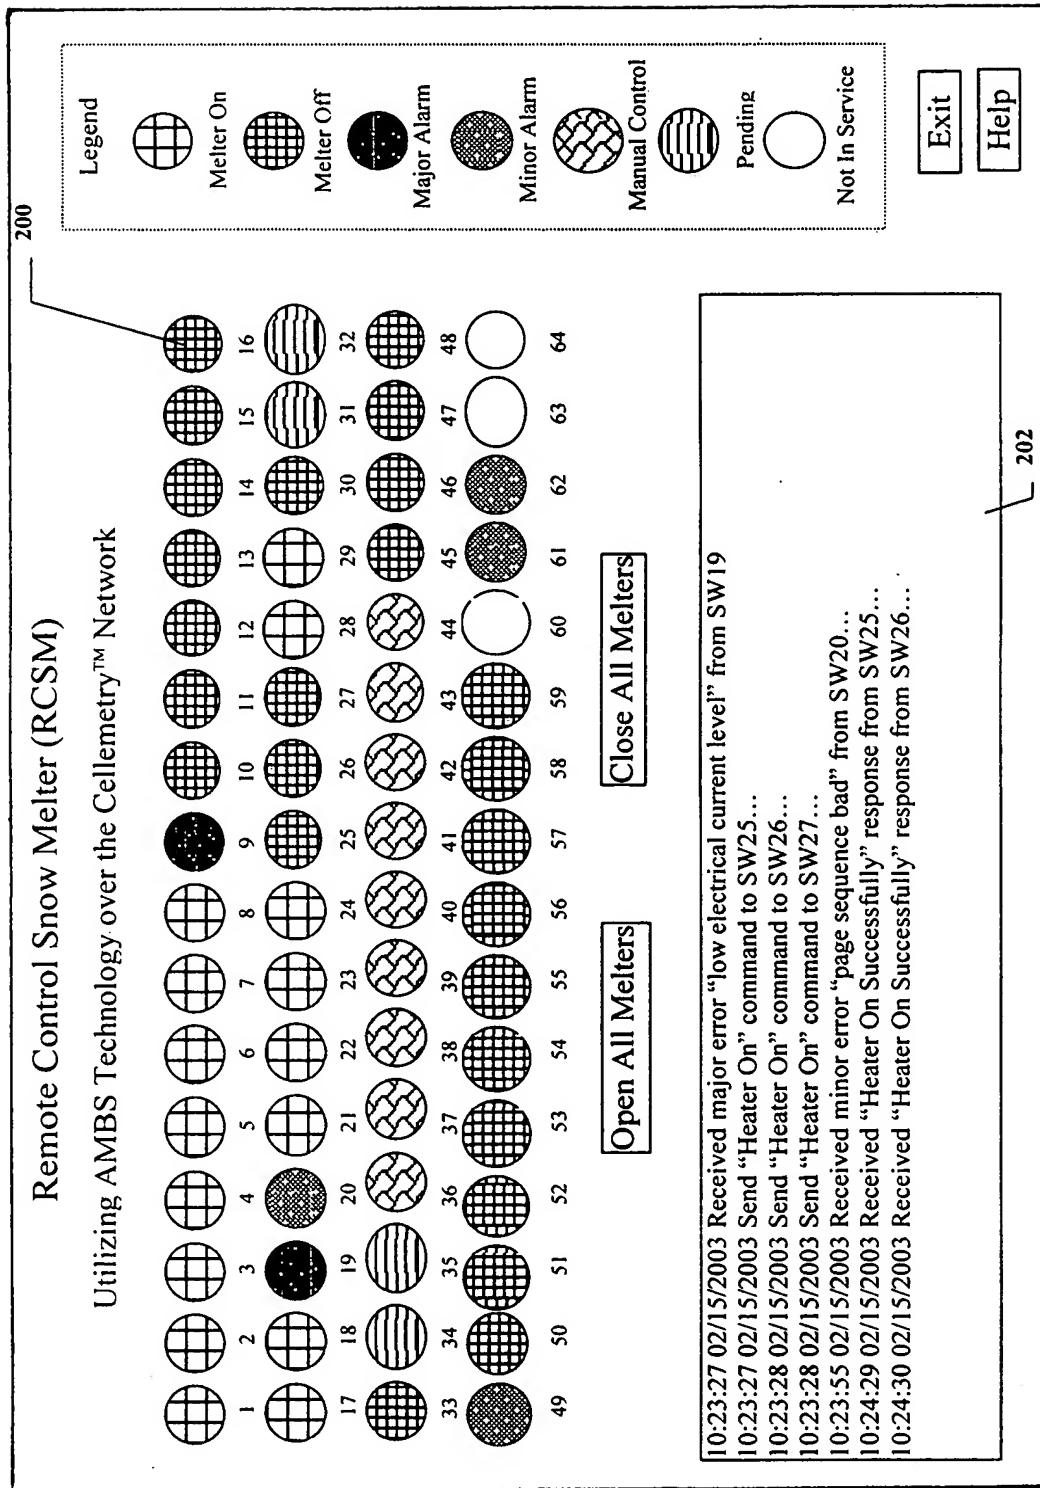 Remote Control Snow Melter (RCSM)
Utilizing AMBS Technology over the Cellemetry™ Network
200
1 2 3 4 5 6 7 8 9 10 11 12 13 14 15 16
17 18 19 20 21 22 23 24 25 26 27 28 29 30 31 32
33 34 35 36 37 38 39 40 41 42 43 44 45 46 47 48
49 50 51 52 53 54 55 56 57 58 59 60 61 62 63 64
Legend
Melter On
Melter Off
Major Alarm
Minor Alarm
Manual Control
Pending
Not In Service
Open All Melters
Close All Melters
Exit
Help
10:23:27 02/15/2003 Received major error “low electrical current level” from SW19
10:23:27 02/15/2003 Send “Heater On” command to SW25…
10:23:28 02/15/2003 Send “Heater On” command to SW26…
10:23:28 02/15/2003 Send “Heater On” command to SW27…
10:23:55 02/15/2003 Received minor error “page sequence bad” from SW20…
10:24:29 02/15/2003 Received “Heater On Successfully” response from SW25…
10:24:30 02/15/2003 Received “Heater On Successfully” response from SW26…
202